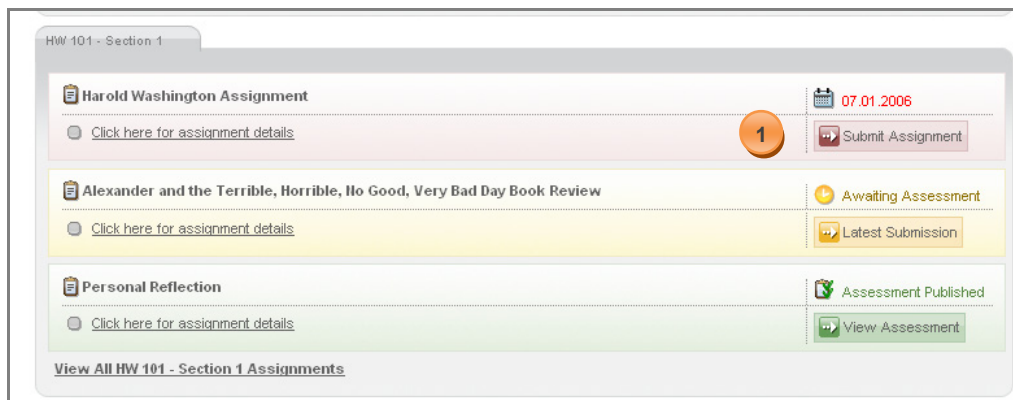 HW 101 - Section 1
Harold Washington Assignment
07.01.2006
Click here for assignment details
1
Submit Assignment
Alexander and the Terrible, Horrible, No Good, Very Bad Day Book Review
Awaiting Assessment
Click here for assignment details
Latest Submission
Personal Reflection
Assessment Published
Click here for assignment details
View Assessment
View All HW 101 - Section 1 Assignments